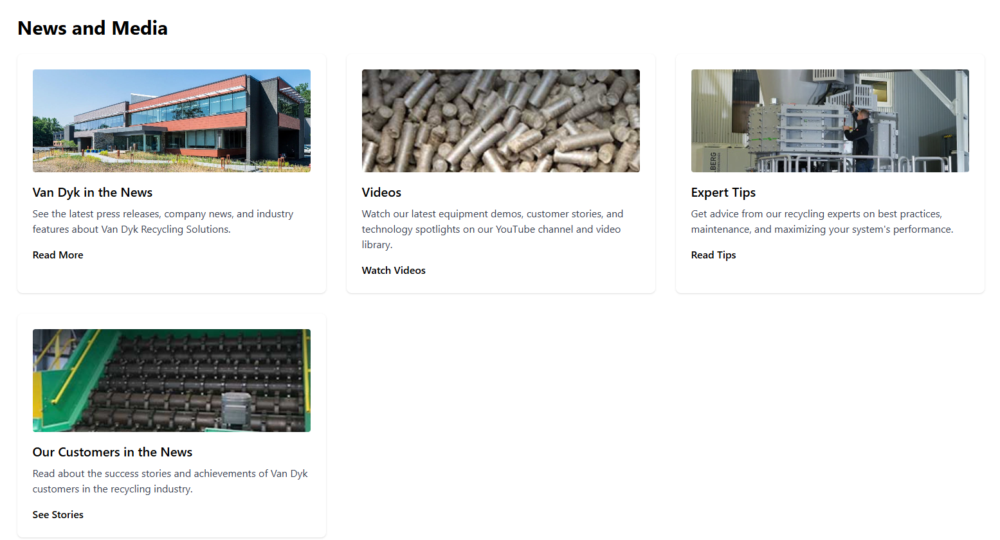 News and Media
Van Dyk in the News
See the latest press releases, company news, and industry
features about Van Dyk Recycling Solutions.
Read More
Videos
Watch our latest equipment demos, customer stories, and
technology spotlights on our YouTube channel and video
library.
Watch Videos
BERG
Expert Tips
Get advice from our recycling experts on best practices,
maintenance, and maximizing your system's performance.
Read Tips
Our Customers in the News
Read about the success stories and achievements of Van Dyk
customers in the recycling industry.
See Stories